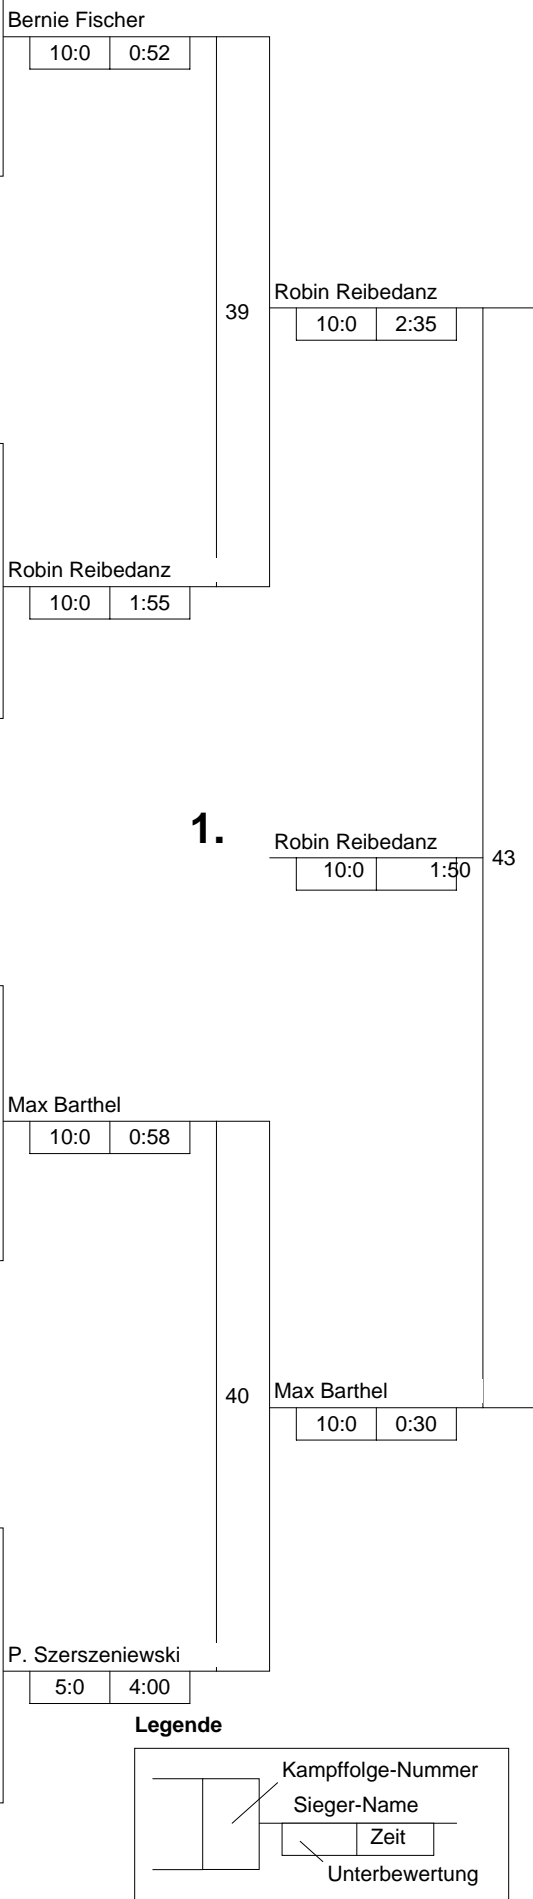 Bernie Fischer
10:0 0:52
39
Robin Reibedanz
10:0 2:35
Robin Reibedanz
10:0 1:55
1.
Robin Reibedanz
10:0 1:50
43
Max Barthel
10:0 0:58
40
Max Barthel
10:0 0:30
P. Szerszeniewski
5:0 4:00
Legende
Kampffolge-Nummer
Sieger-Name
Zeit
Unterbewertung